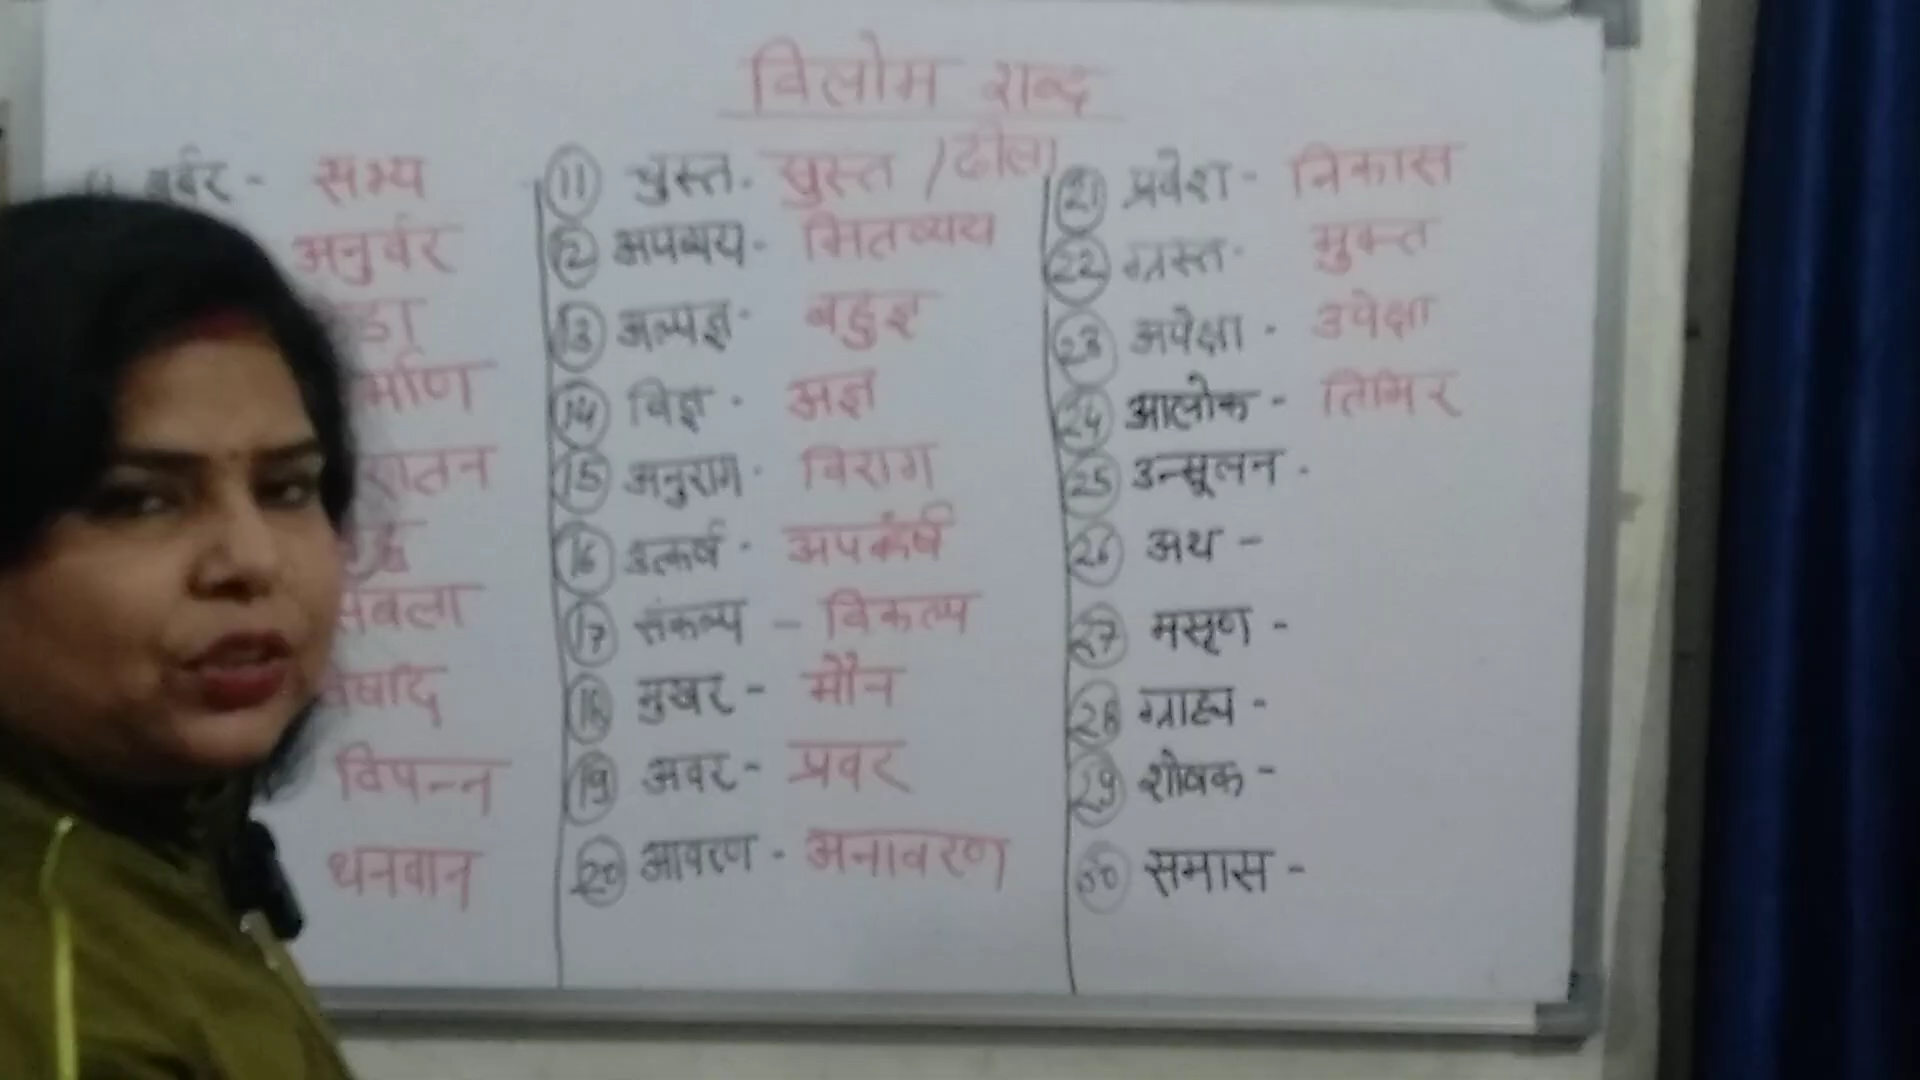 विलोम शब्द
बर्बर - सभ्य
अनुर्वर
र्माण
विपन्न
धनवान
11 चुस्त - सुस्त / ढीला
12 अपव्यय - मितव्यय
13 अल्पज्ञ - बहुज्ञ
14 विज्ञ - अज्ञ
15 अनुराग - विराग
16 उत्कर्ष - अपकर्ष
17 संकल्प - विकल्प
18 मुखर - मौन
19 अवर - प्रवर
20 आवरण - अनावरण
21 प्रवेश - निकास
22 ग्रस्त - मुक्त
23 अपेक्षा - उपेक्षा
24 आलोक - तिमिर
25 उन्मूलन -
26 अथ -
27 मसृण -
28 ग्राह्य -
29 शोषक -
30 समास -